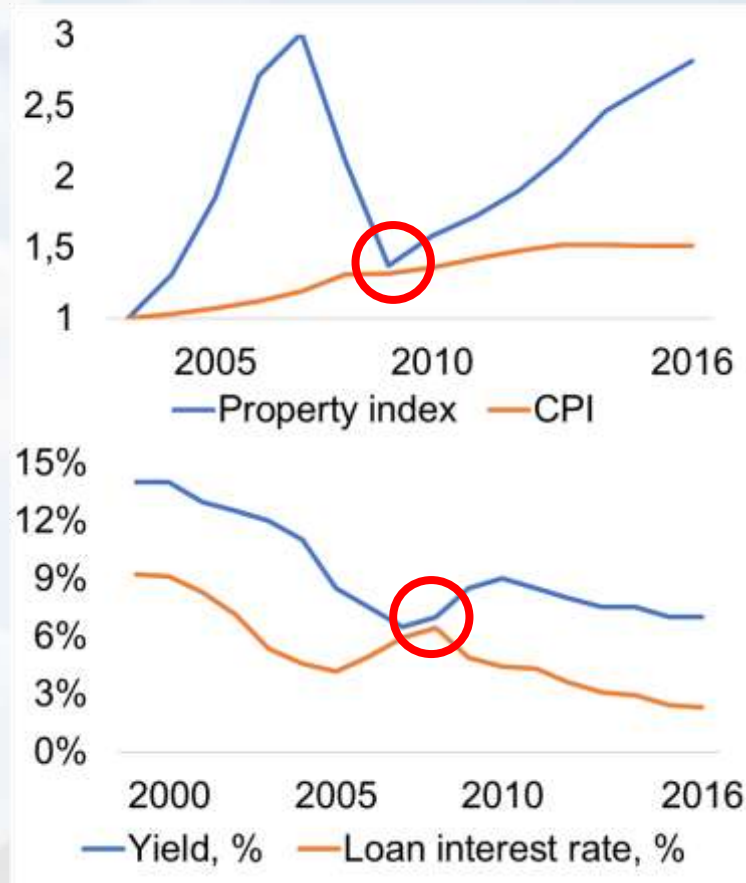 3
2,5
2
1,5
1
2005 2010 2016
Property index CPI
15%
12%
9%
6%
3%
0%
2000 2005 2010 2016
Yield, % Loan interest rate, %